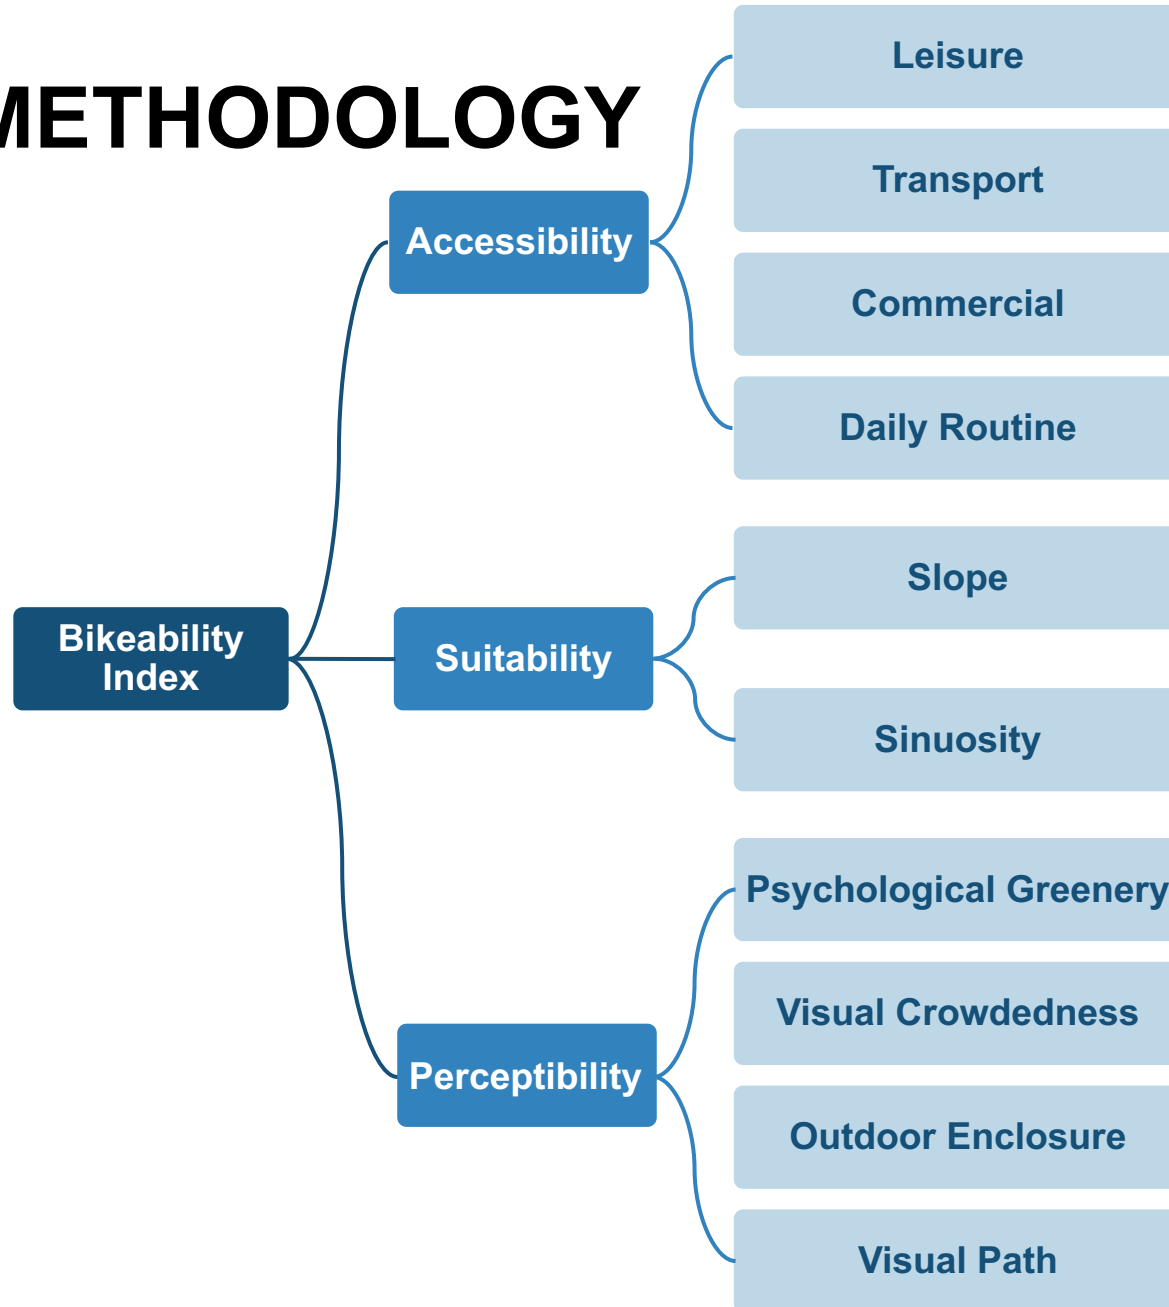 METHODOLOGY
Bikeability
Index
Accessibility
Leisure
Transport
Commercial
Daily Routine
Suitability
Slope
Sinuosity
Perceptibility
Psychological Greenery
Visual Crowdedness
Outdoor Enclosure
Visual Path